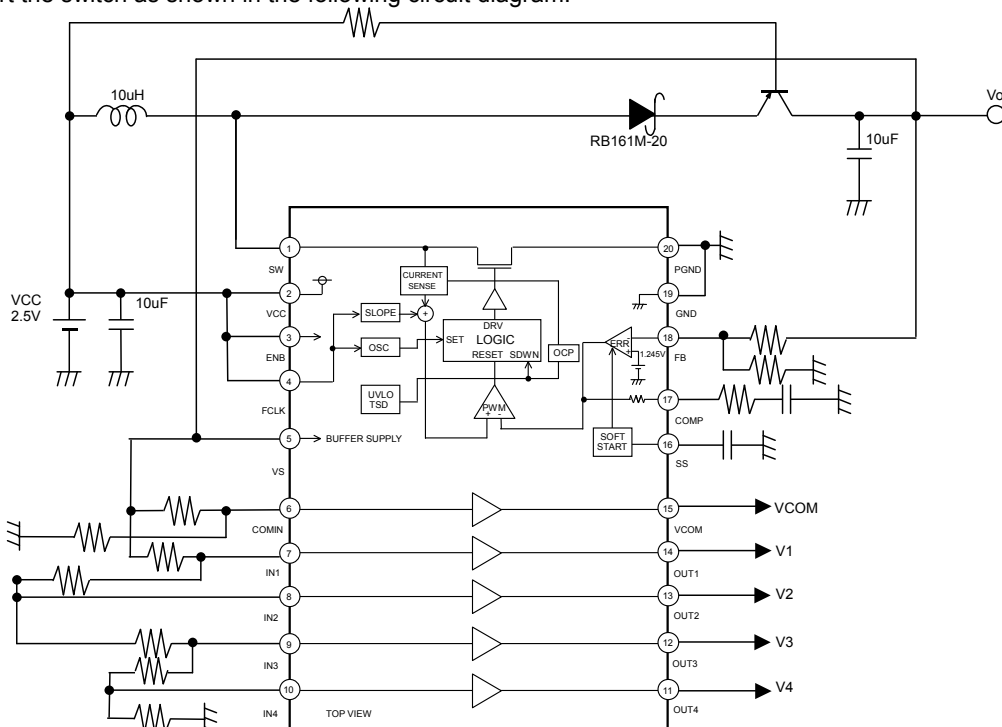 rt the switch as shown in the following circuit diagram.
10uH
RB161M-20
Vo
10uF
1
SW
CURRENT
SENSE
20
PGND
VCC
2.5V
10uF
2
VCC
SLOPE
+
19
GND
3
ENB
OSC
SET
DRV
LOGIC
RESET SDWN
OCP
ERR
-
+
1.245V
18
FB
4
FCLK
UVLO
TSD
PWM
+ -
17
COMP
5
BUFFER SUPPLY
VS
SOFT
START
16
SS
6
COMIN
15
VCOM
VCOM
7
IN1
14
OUT1
V1
8
IN2
13
OUT2
V2
9
IN3
12
OUT3
V3
10
IN4
TOP VIEW
11
OUT4
V4